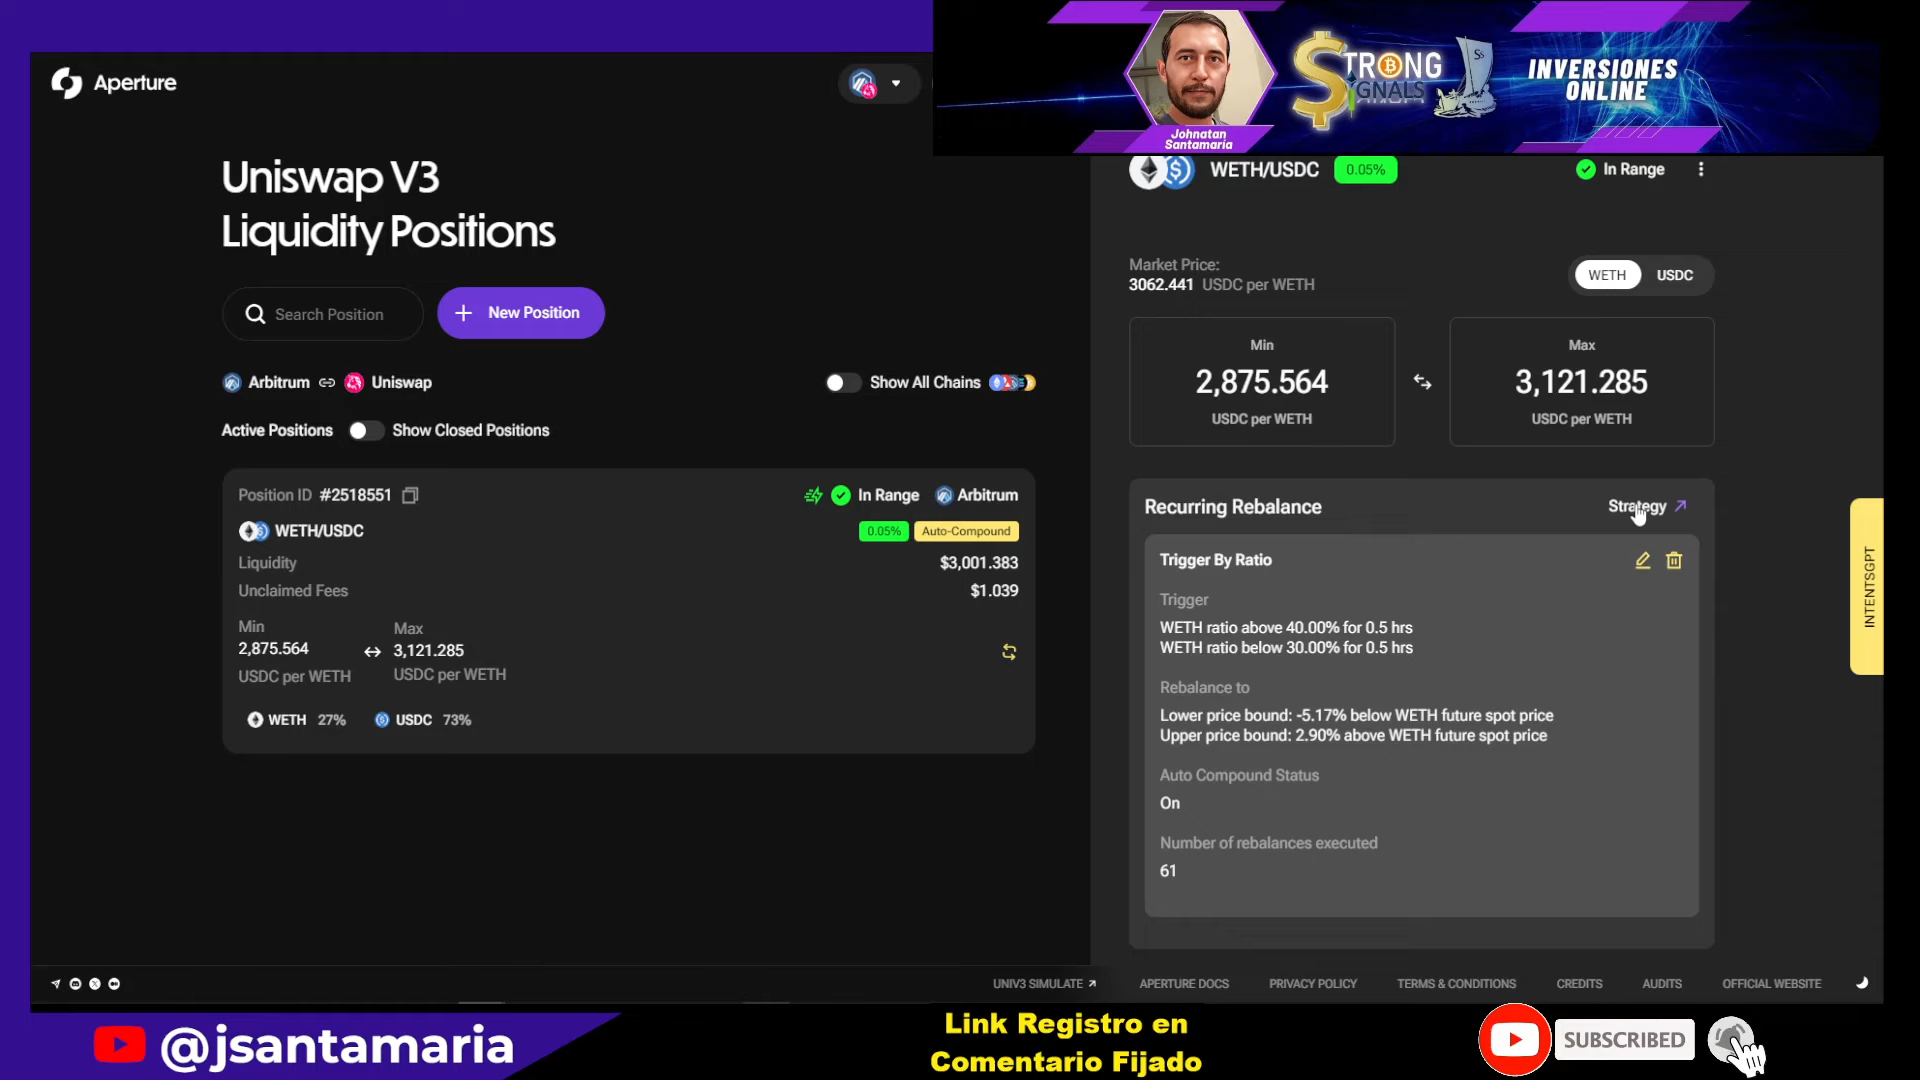 Aperture
Johnatan
Santamaria
STRONG
SIGNALS
INVERSIONES
ONLINE
Uniswap V3
Liquidity Positions
Search Position
+ New Position
Arbitrum
Uniswap
Show All Chains
Active Positions
Show Closed Positions
Position ID #2518551
In Range
Arbitrum
WETH/USDC
0.05%
Auto-Compound
Liquidity
$3,001.383
Unclaimed Fees
$1.039
Min
2,875.564
USDC per WETH
Max
3,121.285
USDC per WETH
WETH 27%
USDC 73%
WETH/USDC
0.05%
In Range
Market Price:
3062.441 USDC per WETH
WETH
USDC
Min
2,875.564
USDC per WETH
Max
3,121.285
USDC per WETH
Recurring Rebalance
Strategy
Trigger By Ratio
Trigger
WETH ratio above 40.00% for 0.5 hrs
WETH ratio below 30.00% for 0.5 hrs
Rebalance to
Lower price bound: -5.17% below WETH future spot price
Upper price bound: 2.90% above WETH future spot price
Auto Compound Status
On
Number of rebalances executed
61
INTENTSGPT
UNIV3 SIMULATE
APERTURE DOCS
PRIVACY POLICY
TERMS & CONDITIONS
CREDITS
AUDITS
OFFICIAL WEBSITE
@jsantamaria
Link Registro en
Comentario Fijado
SUBSCRIBED